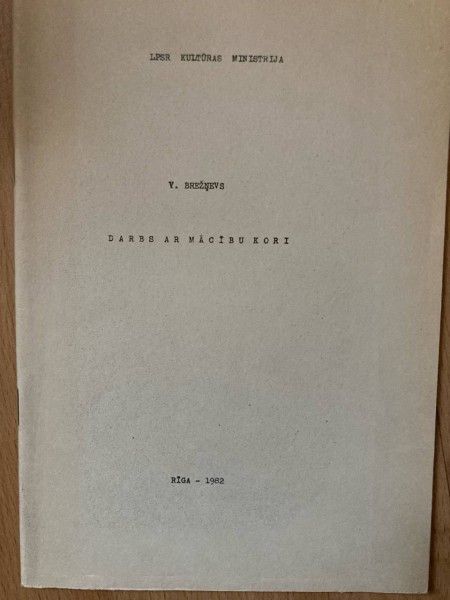 LPSR KULTŪRAS MINISTRIJA
V. BREŽŅEVS
DARBS AR MĀCĪBU KORI
RĪGA - 1982